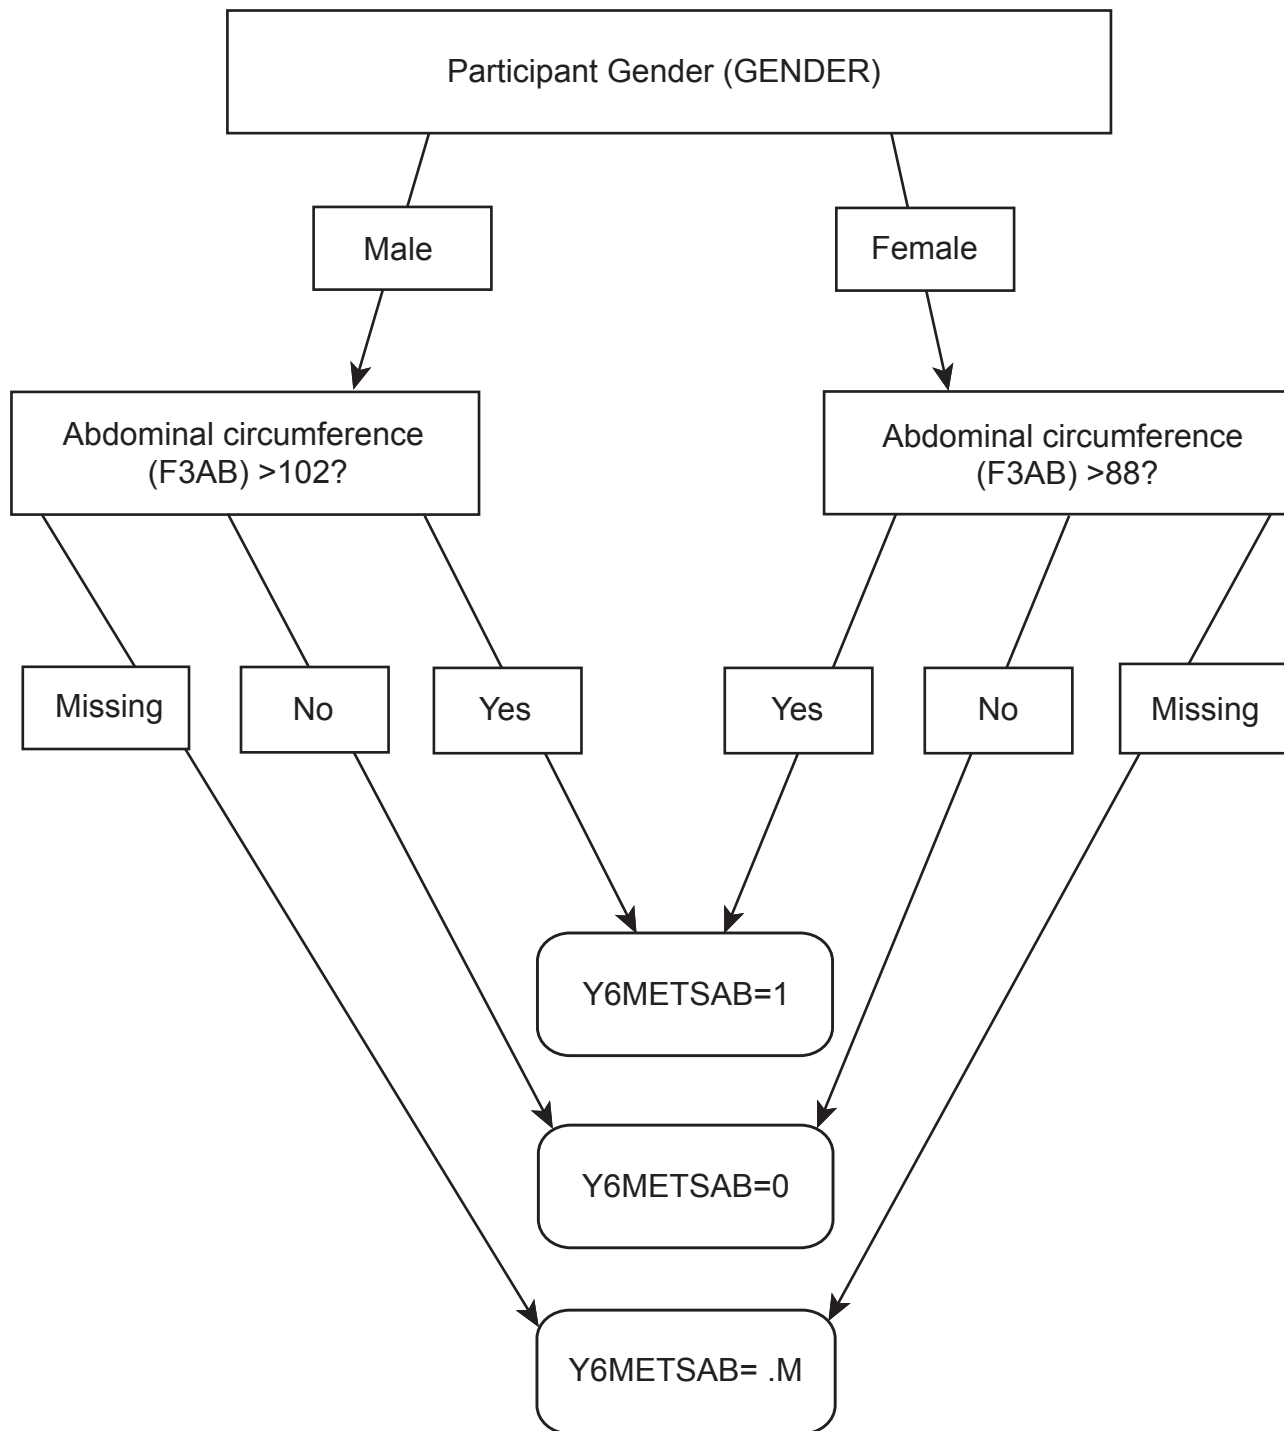 Participant Gender (GENDER)
Male
Female
Abdominal circumference
(F3AB) >102?
Abdominal circumference
(F3AB) >88?
Missing
No
Yes
Yes
No
Missing
Y6METSAB=1
Y6METSAB=0
Y6METSAB= .M